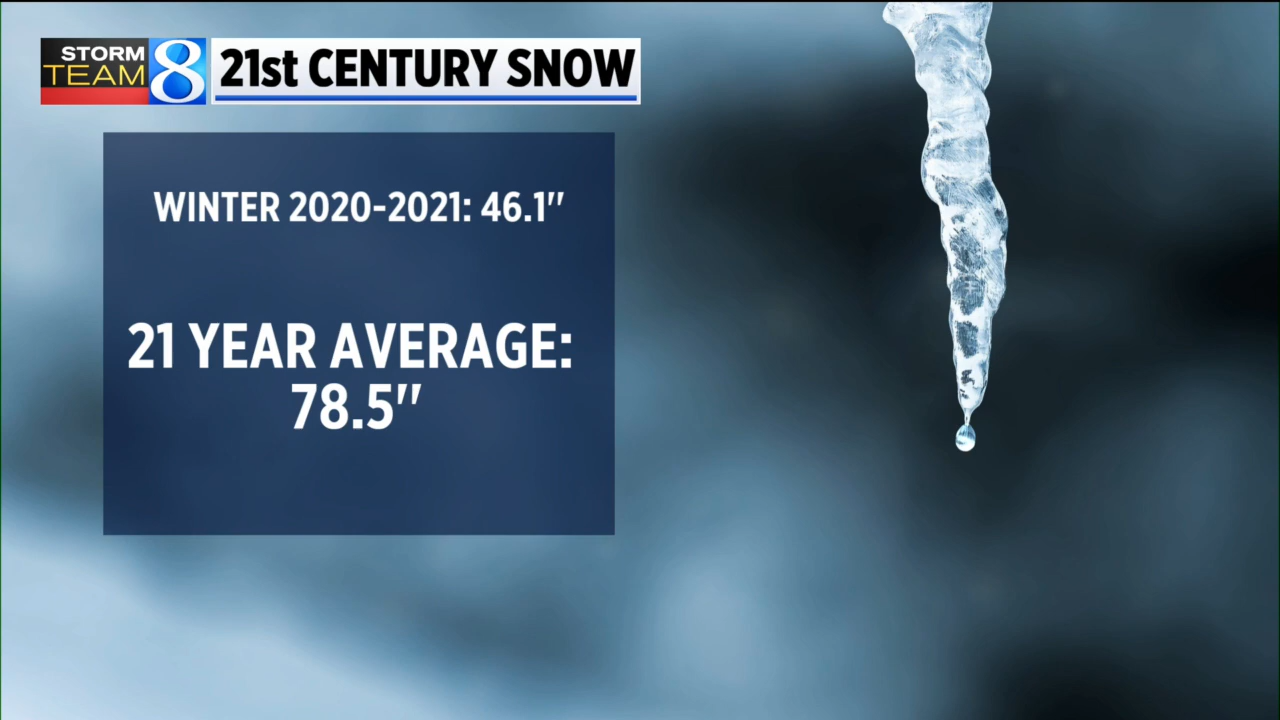 STORM
TEAM 8
21st CENTURY SNOW
WINTER 2020-2021: 46.1"
21 YEAR AVERAGE:
78.5"